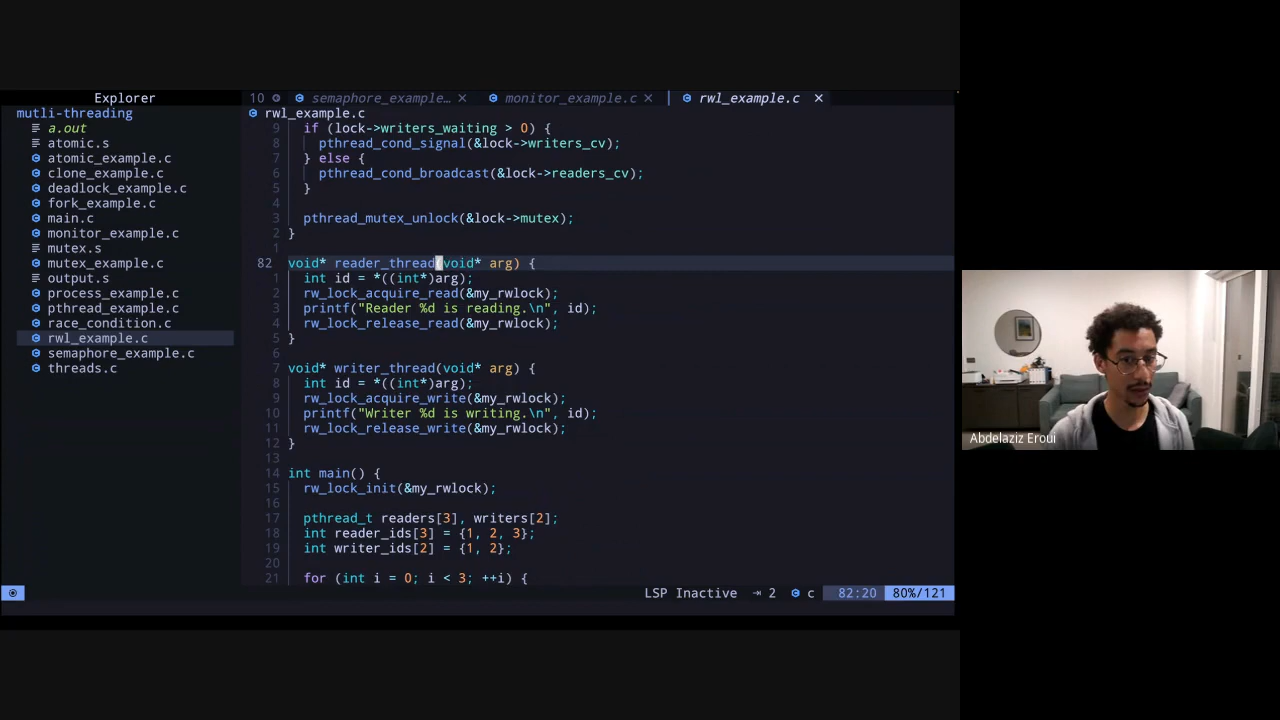 Explorer
mutli-threading
a.out
atomic.s
atomic_example.c
clone_example.c
deadlock_example.c
fork_example.c
main.c
monitor_example.c
mutex.s
mutex_example.c
output.s
process_example.c
pthread_example.c
race_condition.c
rwl_example.c
semaphore_example.c
threads.c
10 semaphore_example… × monitor_example.c × rwl_example.c ×
rwl_example.c
9 if (lock->writers_waiting > 0) {
8 pthread_cond_signal(&lock->writers_cv);
7 } else {
6 pthread_cond_broadcast(&lock->readers_cv);
5 }
4
3 pthread_mutex_unlock(&lock->mutex);
2 }
1
82 void* reader_thread(void* arg) {
1 int id = *((int*)arg);
2 rw_lock_acquire_read(&my_rwlock);
3 printf("Reader %d is reading.\n", id);
4 rw_lock_release_read(&my_rwlock);
5 }
6
7 void* writer_thread(void* arg) {
8 int id = *((int*)arg);
9 rw_lock_acquire_write(&my_rwlock);
10 printf("Writer %d is writing.\n", id);
11 rw_lock_release_write(&my_rwlock);
12 }
13
14 int main() {
15 rw_lock_init(&my_rwlock);
16
17 pthread_t readers[3], writers[2];
18 int reader_ids[3] = {1, 2, 3};
19 int writer_ids[2] = {1, 2};
20
21 for (int i = 0; i < 3; ++i) {
LSP Inactive ⇥ 2 c 82:20 80%/121
Abdelaziz Eroui